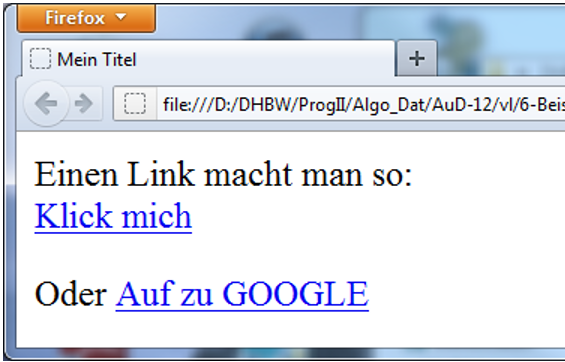 Firefox
Mein Titel
file:///D:/DHBW/ProgII/Algo_Dat/AuD-12/vl/6-Beis
Einen Link macht man so:
Klick mich
Oder Auf zu GOOGLE